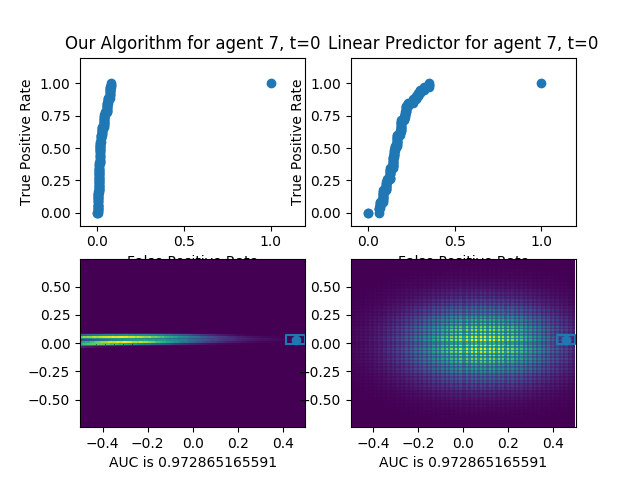 Our Algorithm for agent 7, t=0
Linear Predictor for agent 7, t=0
True Positive Rate
1.00
0.75
0.50
0.25
0.00
0.0 0.5 1.0
False Positive Rate
True Positive Rate
1.00
0.75
0.50
0.25
0.00
0.0 0.5 1.0
False Positive Rate
0.50
0.25
0.00
−0.25
−0.50
−0.4 −0.2 0.0 0.2 0.4
AUC is 0.972865165591
0.50
0.25
0.00
−0.25
−0.50
−0.4 −0.2 0.0 0.2 0.4
AUC is 0.972865165591